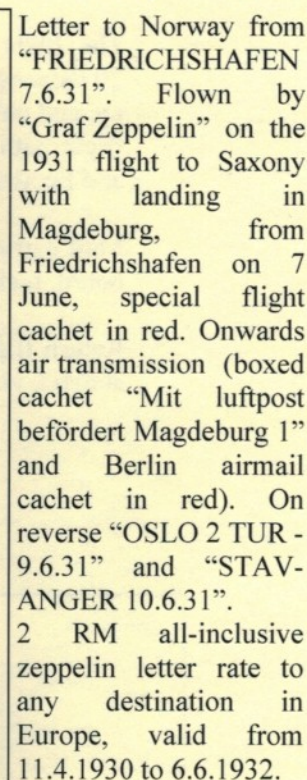 Letter to Norway from
“FRIEDRICHSHAFEN
7.6.31”. Flown by
“Graf Zeppelin” on the
1931 flight to Saxony
with landing in
Magdeburg, from
Friedrichshafen on 7
June, special flight
cachet in red. Onwards
air transmission (boxed
cachet “Mit luftpost
befördert Magdeburg 1”
and Berlin airmail
cachet in red). On
reverse “OSLO 2 TUR -
9.6.31” and “STAV-
ANGER 10.6.31”.
2 RM all-inclusive
zeppelin letter rate to
any destination in
Europe, valid from
11.4.1930 to 6.6.1932.